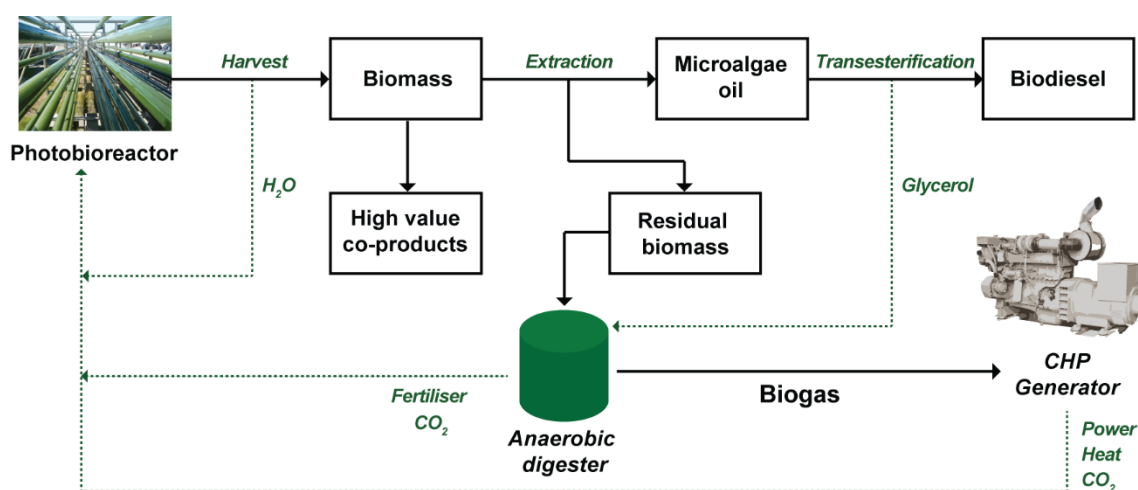 Harvest
Biomass
Extraction
Microalgae
oil
Transesterification
Biodiesel
Photobioreactor
H₂O
High value
co-products
Residual
biomass
Glycerol
Fertiliser
CO₂
Anaerobic
digester
Biogas
CHP
Generator
Power
Heat
CO₂